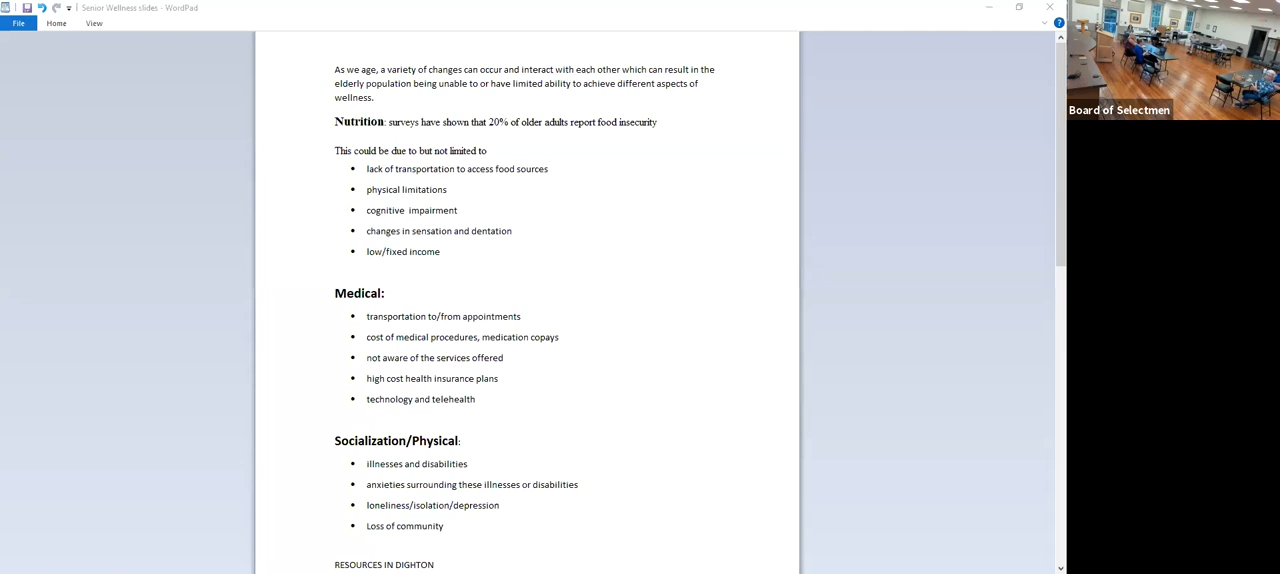 Senior Wellness slides - WordPad
File Home View
As we age, a variety of changes can occur and interact with each other which can result in the
elderly population being unable to or have limited ability to achieve different aspects of
wellness.
Nutrition: surveys have shown that 20% of older adults report food insecurity
This could be due to but not limited to
• lack of transportation to access food sources
• physical limitations
• cognitive  impairment
• changes in sensation and dentation
• low/fixed income
Medical:
• transportation to/from appointments
• cost of medical procedures, medication copays
• not aware of the services offered
• high cost health insurance plans
• technology and telehealth
Socialization/Physical:
• illnesses and disabilities
• anxieties surrounding these illnesses or disabilities
• loneliness/isolation/depression
• Loss of community
RESOURCES IN DIGHTON
Board of Selectmen